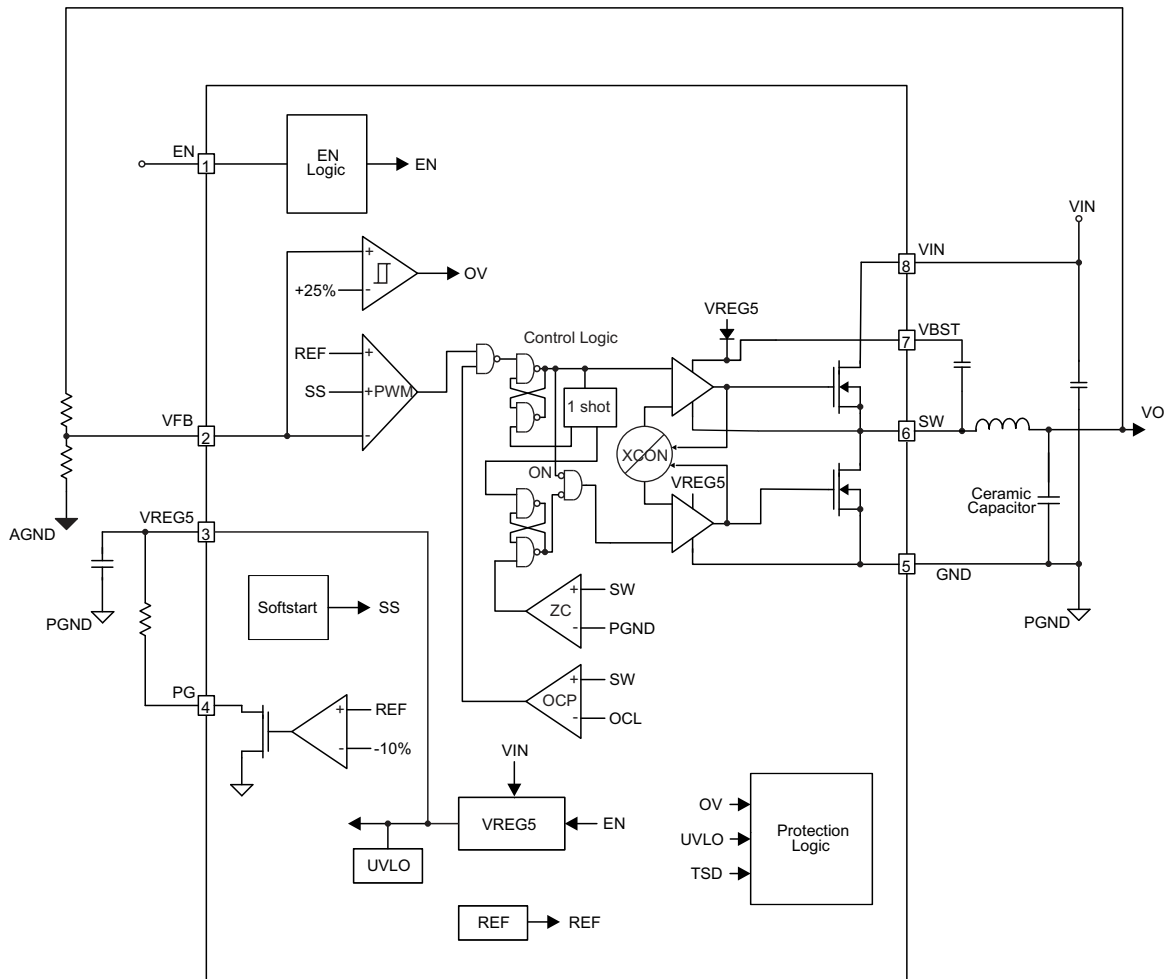 EN
1
EN
Logic
EN
+
+25%
-
OV
REF
+
SS
+PWM
-
VFB
2
Control Logic
1 shot
ON
XCON
VREG5
VREG5
VIN
8
VIN
VBST
7
SW
6
VO
Ceramic
Capacitor
5
GND
PGND
AGND
VREG5
3
PGND
Softstart
SS
ZC
+
SW
-
PGND
OCP
+
SW
-
OCL
PG
4
+
REF
-
-10%
VIN
VREG5
EN
UVLO
REF
REF
OV
UVLO
TSD
Protection
Logic